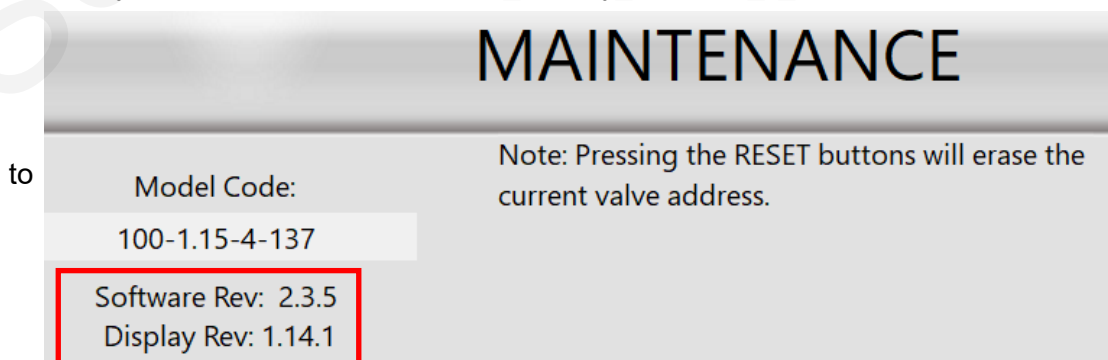 MAINTENANCE
to
Model Code:
100-1.15-4-137
Software Rev: 2.3.5
Display Rev: 1.14.1
Note: Pressing the RESET buttons will erase the
current valve address.